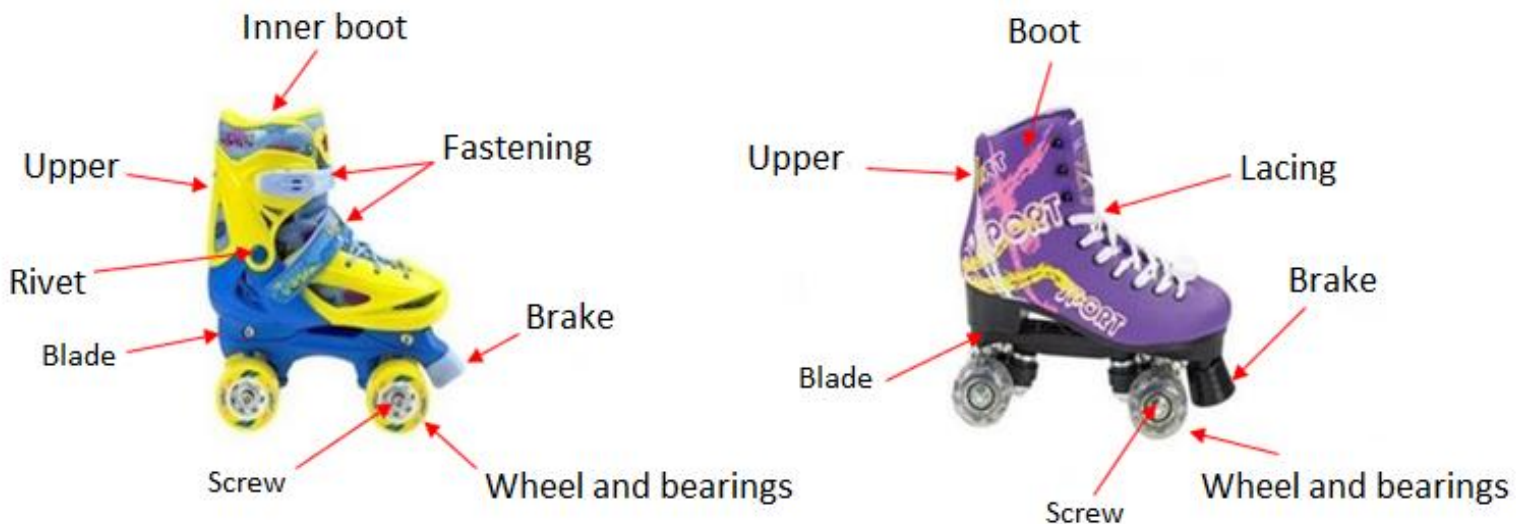 Inner boot
Upper
Fastening
Rivet
Blade
Brake
Screw
Wheel and bearings
Boot
Upper
Lacing
SPORT
SPORT
Brake
Blade
Screw
Wheel and bearings